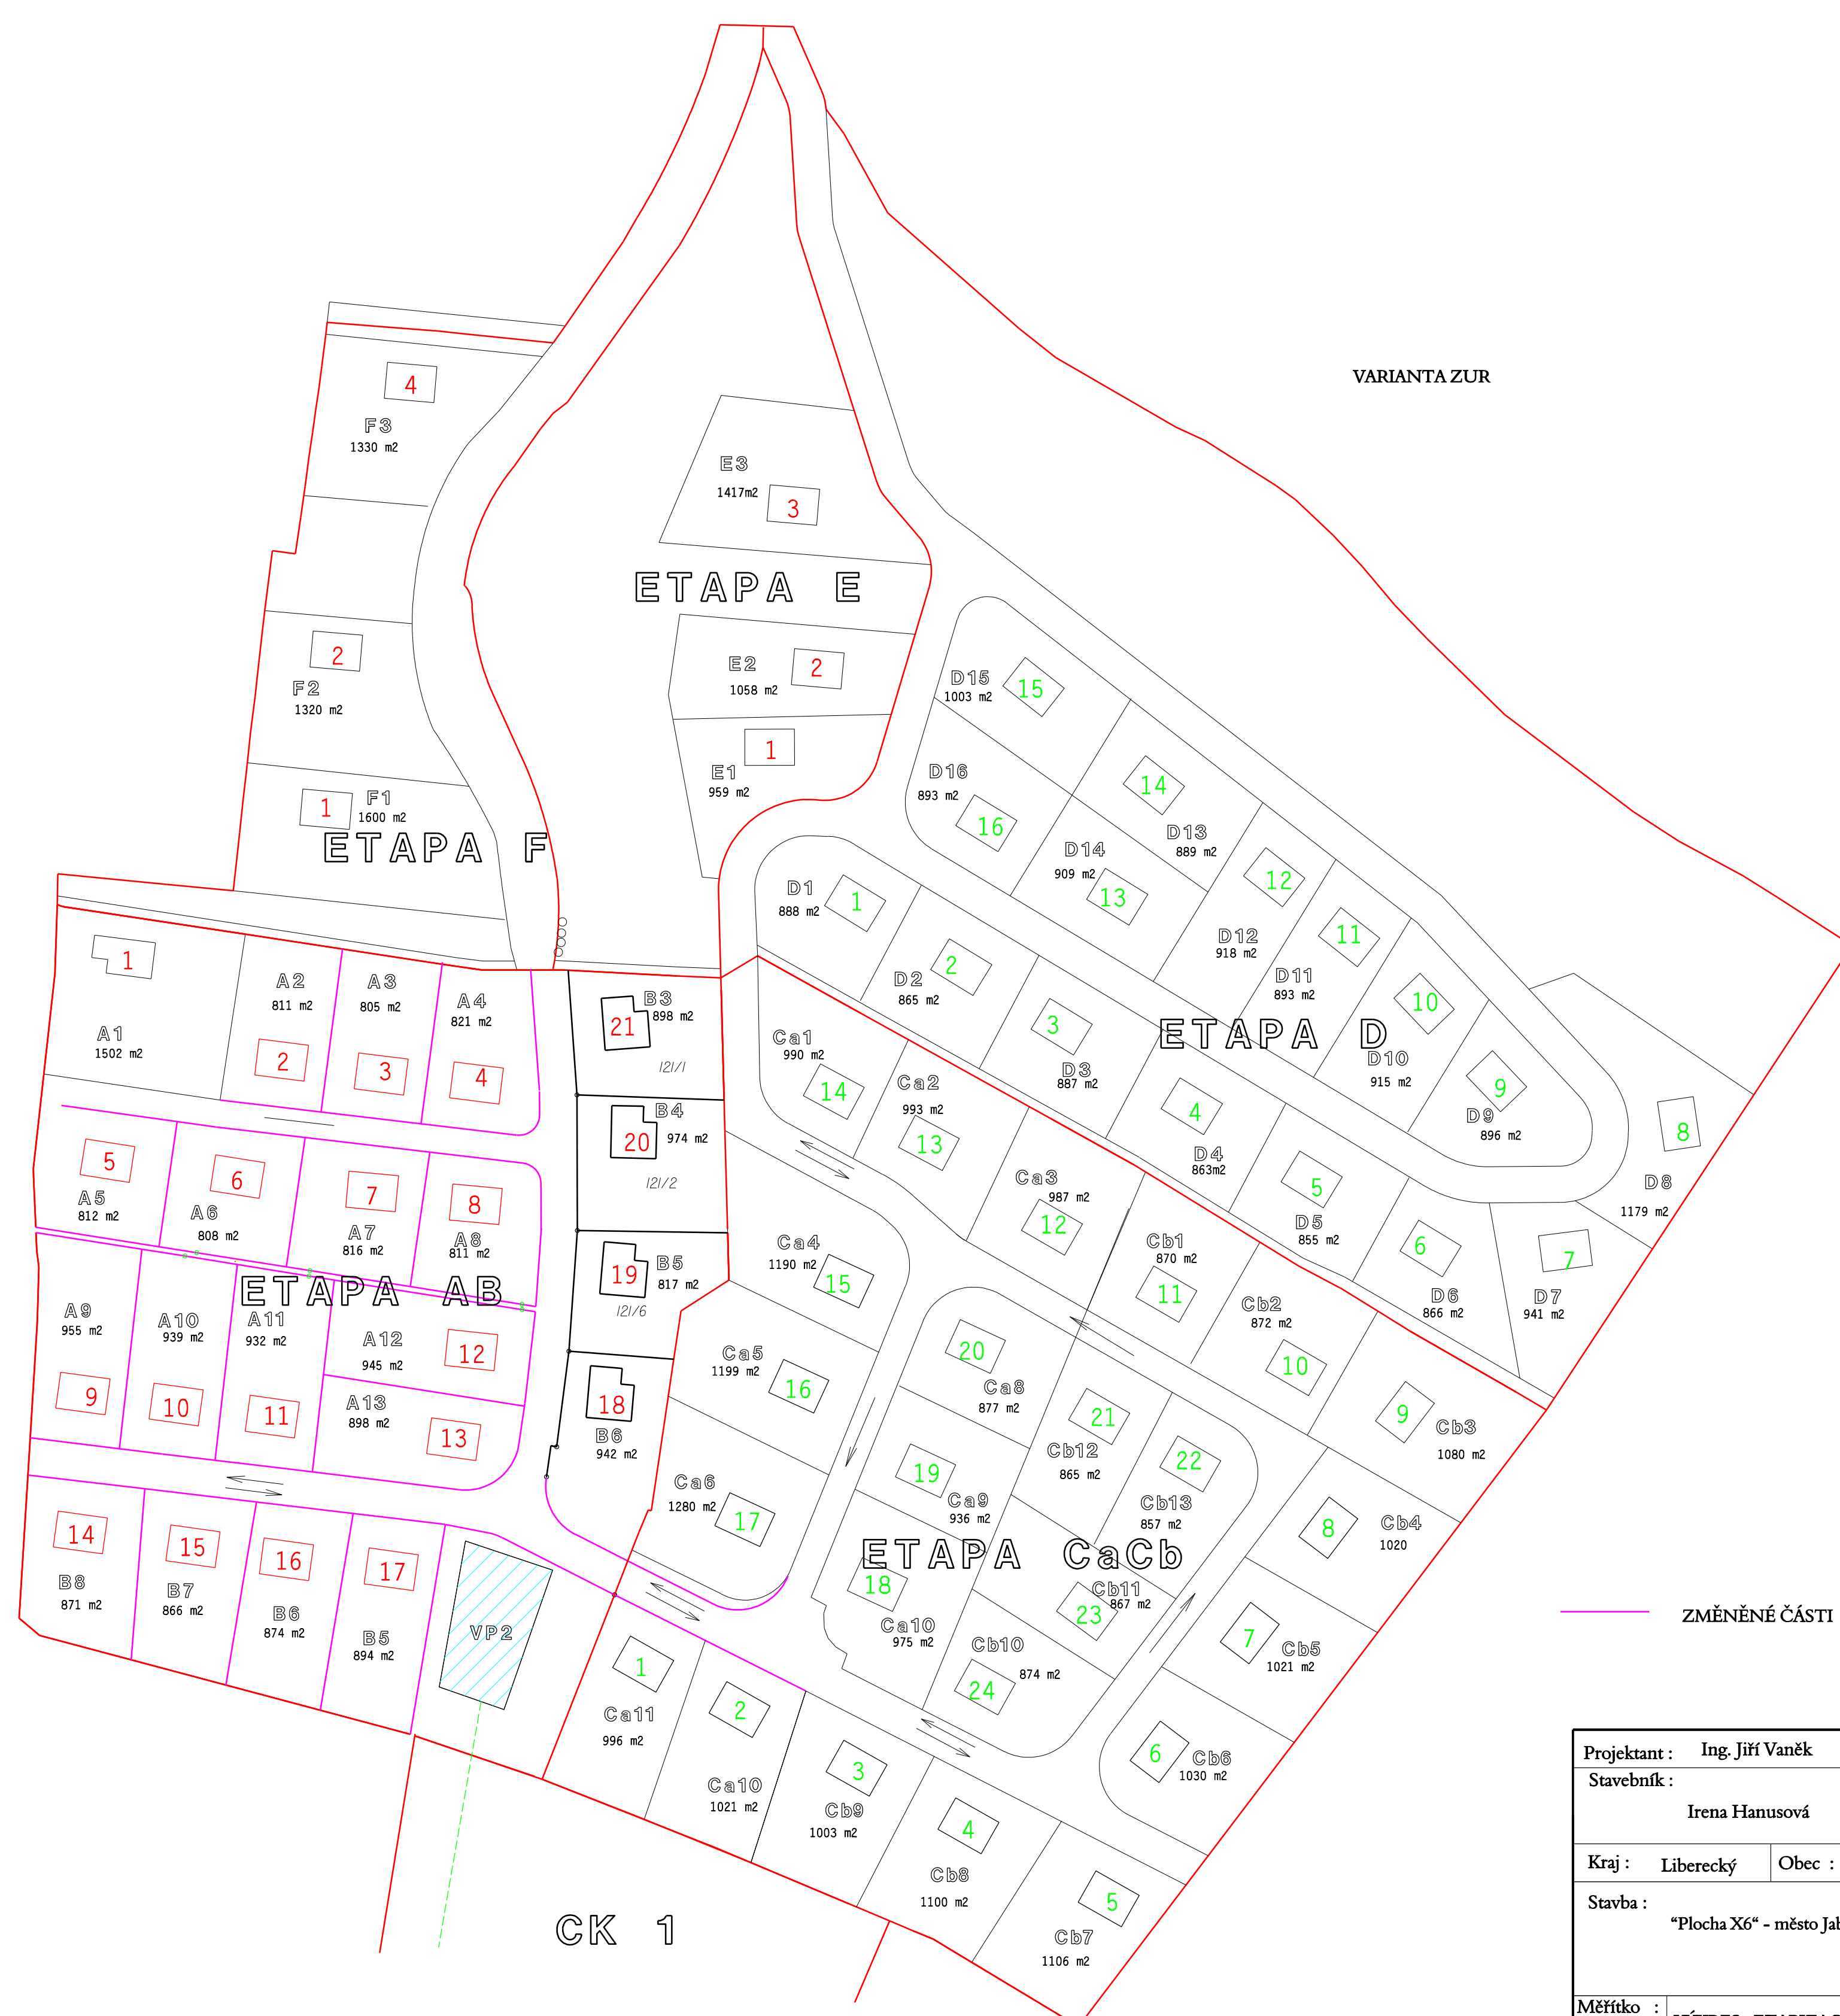 VARIANTA ZUR
4
F3
1330 m2
E3
1417m2
3
ETAPA E
2
F2
1320 m2
E2
1058 m2
2
1
E1
959 m2
1
F1
1600 m2
ETAPA F
D15
1003 m2
15
D16
893 m2
16
14
D13
889 m2
D14
909 m2
13
12
D12
918 m2
11
D11
893 m2
10
D10
915 m2
9
D9
896 m2
ETAPA D
D1
888 m2
1
D2
865 m2
2
3
D3
887 m2
4
D4
863m2
5
D5
855 m2
6
D6
866 m2
7
D7
941 m2
8
D8
1179 m2
1
A1
1502 m2
A2
811 m2
2
A3
805 m2
3
A4
821 m2
4
5
A5
812 m2
6
A6
808 m2
7
A7
816 m2
8
A8
811 m2
ETAPA AB
A9
955 m2
9
A10
939 m2
10
A11
932 m2
11
A12
945 m2
12
A13
898 m2
13
14
B8
871 m2
15
B7
866 m2
16
B6
874 m2
17
B5
894 m2
VP2
B3
898 m2
21
121/1
B4
974 m2
20
121/2
B5
817 m2
19
121/6
18
B6
942 m2
Ca1
990 m2
14
Ca2
993 m2
13
Ca3
987 m2
12
Cb1
870 m2
11
Cb2
872 m2
10
9
Cb3
1080 m2
Ca4
1190 m2
15
Ca5
1199 m2
16
Ca6
1280 m2
17
20
Ca8
877 m2
19
Ca9
936 m2
18
Ca10
975 m2
21
Cb12
865 m2
22
Cb13
857 m2
ETAPA CaCb
Cb11
867 m2
23
Cb10
874 m2
24
8
Cb4
1020
7
Cb5
1021 m2
6
Cb6
1030 m2
1
Ca11
996 m2
2
Ca10
1021 m2
3
Cb9
1003 m2
4
Cb8
1100 m2
5
Cb7
1106 m2
CK 1
ZMĚNĚNÉ ČÁSTI
Projektant : Ing. Jiří Vaněk
Stavebník :
Irena Hanusová
Kraj : Liberecký Obec :
Stavba :
“Plocha X6“ - město Jab
Měřítko :